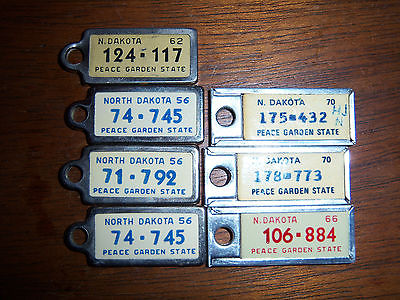 N. DAKOTA 62
124-117
PEACE GARDEN STATE
NORTH DAKOTA 56
74-745
PEACE GARDEN STATE
N. DAKOTA 70
175-432
PEACE GARDEN STATE
NORTH DAKOTA 56
71-792
PEACE GARDEN STATE
N. DAKOTA 70
178-773
PEACE GARDEN STATE
NORTH DAKOTA 56
74-745
PEACE GARDEN STATE
N. DAKOTA 66
106-884
PEACE GARDEN STATE